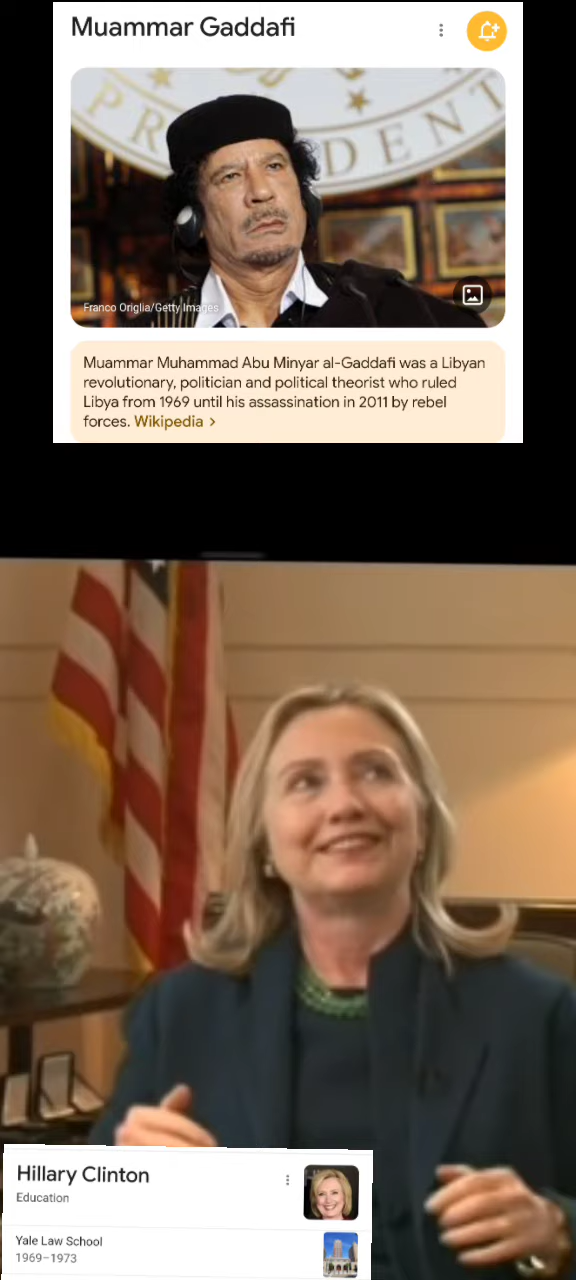 Muammar Gaddafi
PR DENT
Franco Origlia/Getty Images
Muammar Muhammad Abu Minyar al-Gaddafi was a Libyan
revolutionary, politician and political theorist who ruled
Libya from 1969 until his assassination in 2011 by rebel
forces. Wikipedia >
Hillary Clinton
Education
Yale Law School
1969–1973